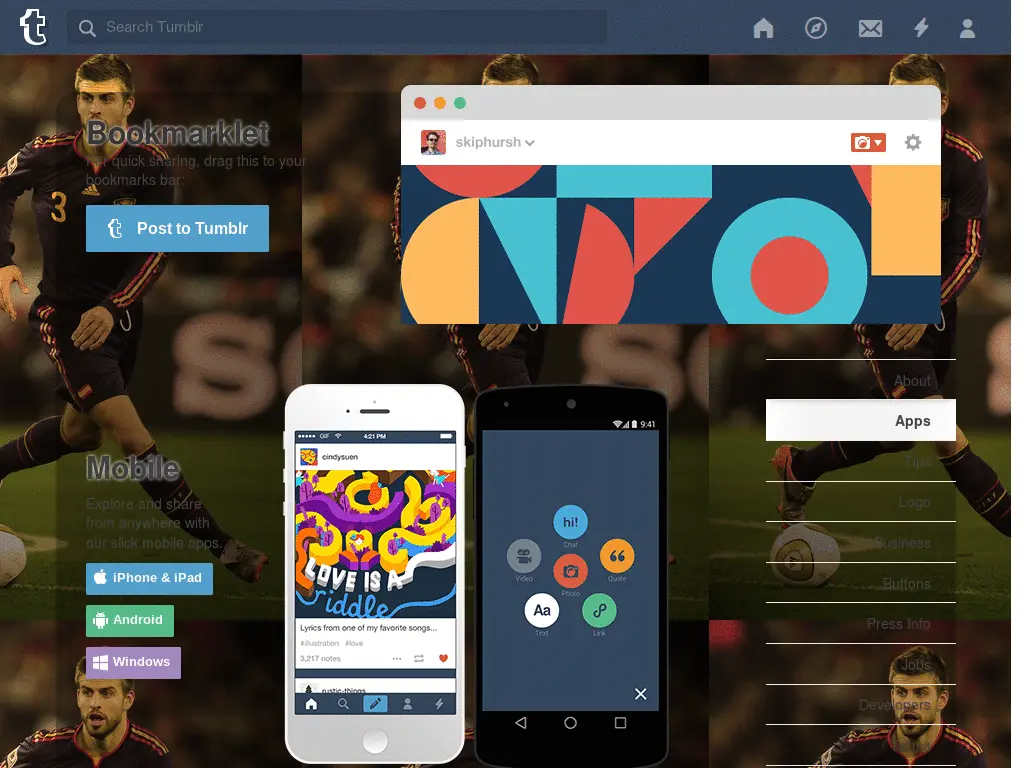 Search Tumblr
skiphursh
Bookmarklet
For quick sharing, drag this to your
bookmarks bar:
3
Post to Tumblr
About
Apps
Tips
Logo
Business
Buttons
Press Info
Jobs
Developers
Mobile
Explore and share
from anywhere with
our slick mobile apps.
iPhone & iPad
Android
Windows
GIF
4:21 PM
cindysuen
LOVE IS A
riddle
Lyrics from one of my favorite songs...
#illustration #love
3,217 notes
rustic-things
9:41
hi!
Chat
Video
Quote
Photo
Aa
Text
Link